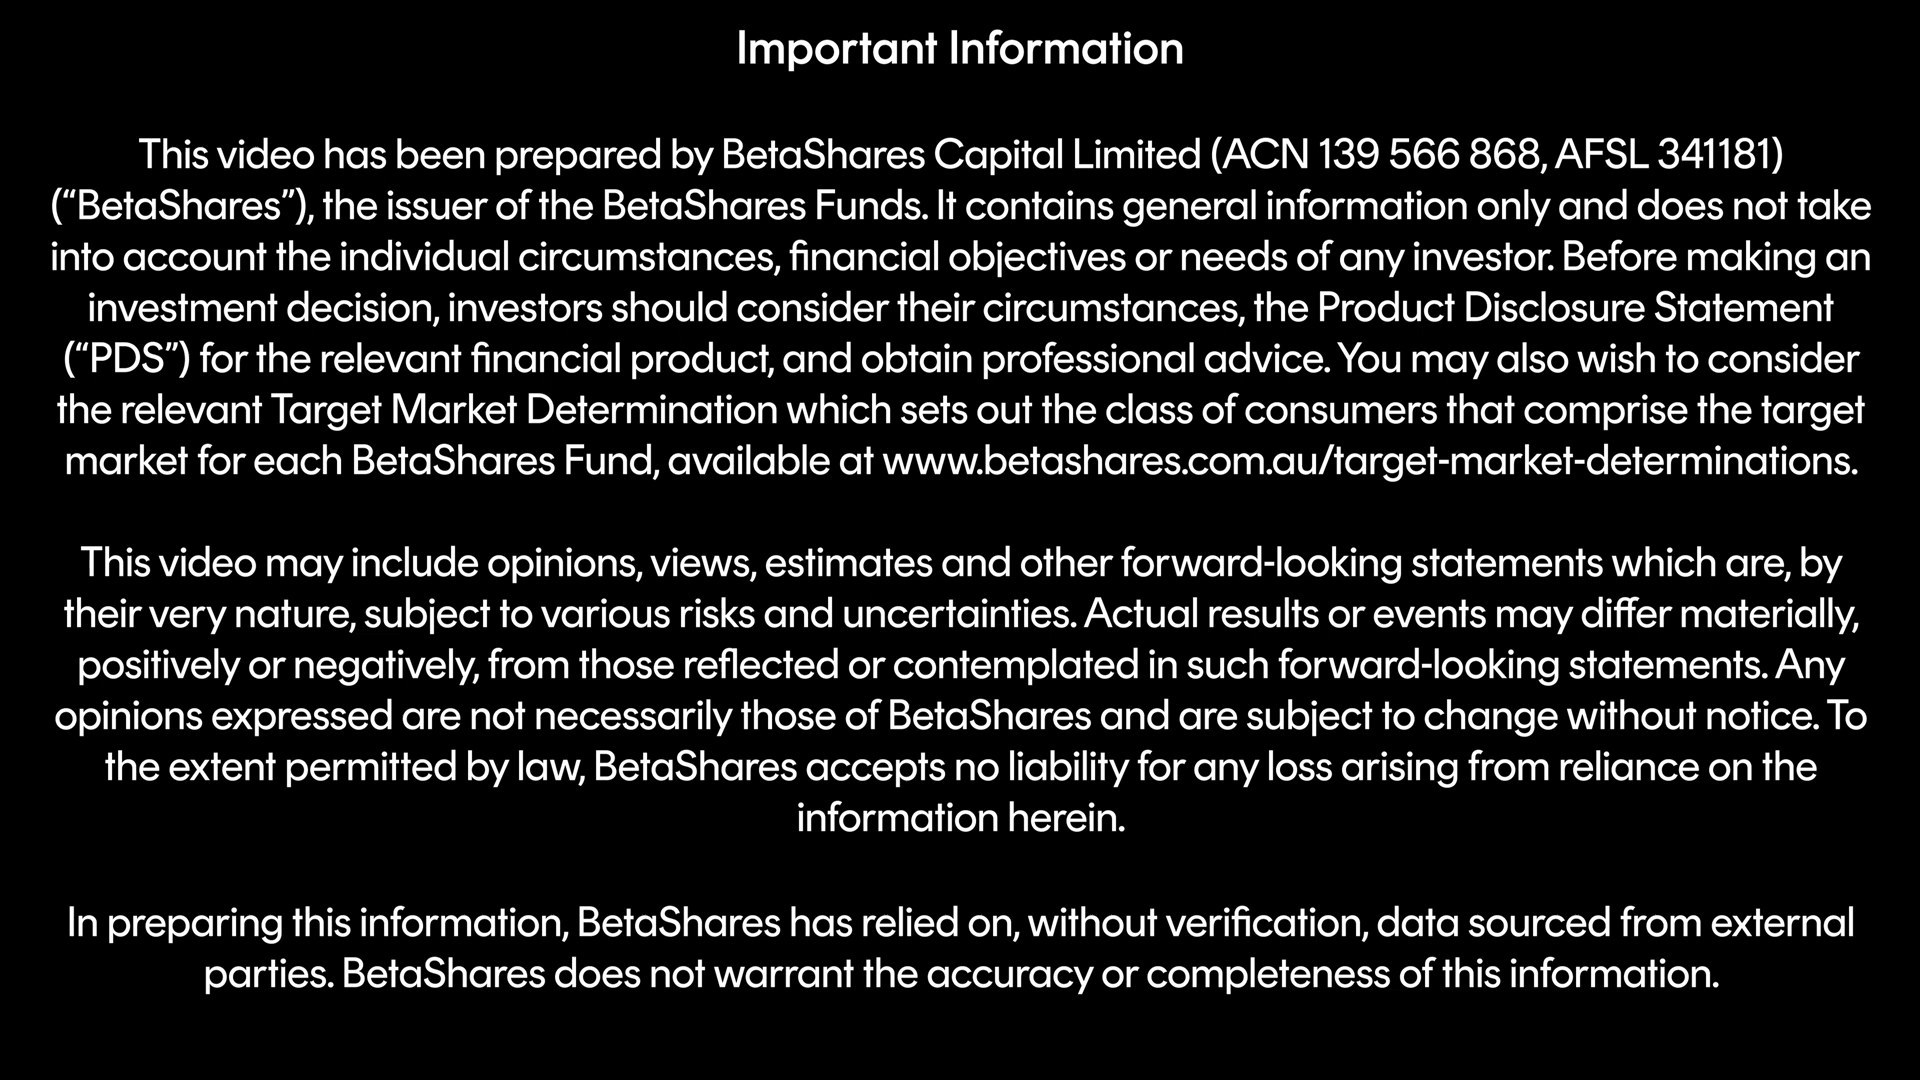 Important Information
This video has been prepared by BetaShares Capital Limited (ACN 139 566 868, AFSL 341181)
(“BetaShares”), the issuer of the BetaShares Funds. It contains general information only and does not take
into account the individual circumstances, financial objectives or needs of any investor. Before making an
investment decision, investors should consider their circumstances, the Product Disclosure Statement
(“PDS”) for the relevant financial product, and obtain professional advice. You may also wish to consider
the relevant Target Market Determination which sets out the class of consumers that comprise the target
market for each BetaShares Fund, available at www.betashares.com.au/target-market-determinations.
This video may include opinions, views, estimates and other forward-looking statements which are, by
their very nature, subject to various risks and uncertainties. Actual results or events may differ materially,
positively or negatively, from those reflected or contemplated in such forward-looking statements. Any
opinions expressed are not necessarily those of BetaShares and are subject to change without notice. To
the extent permitted by law, BetaShares accepts no liability for any loss arising from reliance on the
information herein.
In preparing this information, BetaShares has relied on, without verification, data sourced from external
parties. BetaShares does not warrant the accuracy or completeness of this information.